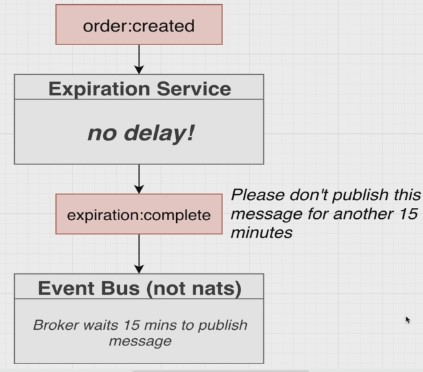 order:created
Expiration Service
no delay!
expiration:complete
Please don't publish this
message for another 15
minutes
Event Bus (not nats)
Broker waits 15 mins to publish
message